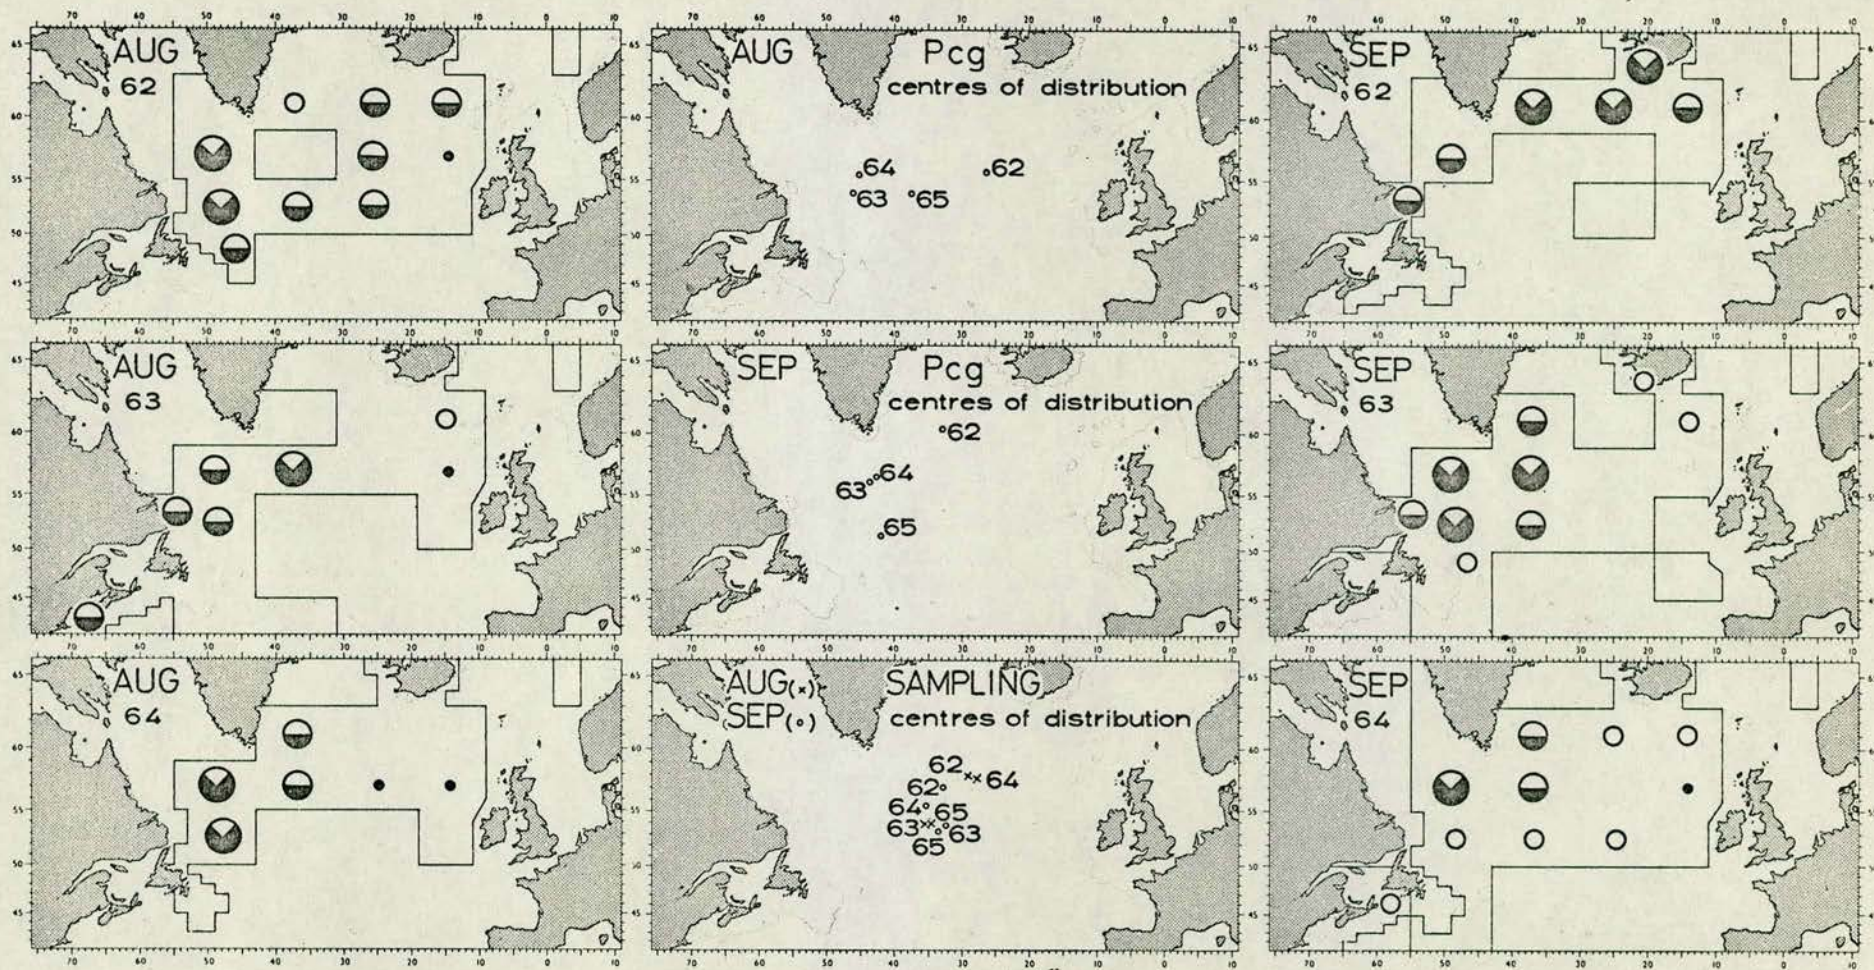 AUG
62
AUG
Pcg
centres of distribution
64
62
63
65
SEP
62
AUG
63
SEP
Pcg
centres of distribution
62
64
63
65
SEP
63
AUG
64
AUG(x)
SAMPLING
SEP(o)
centres of distribution
62
64
62
64
65
63
63
65
SEP
64